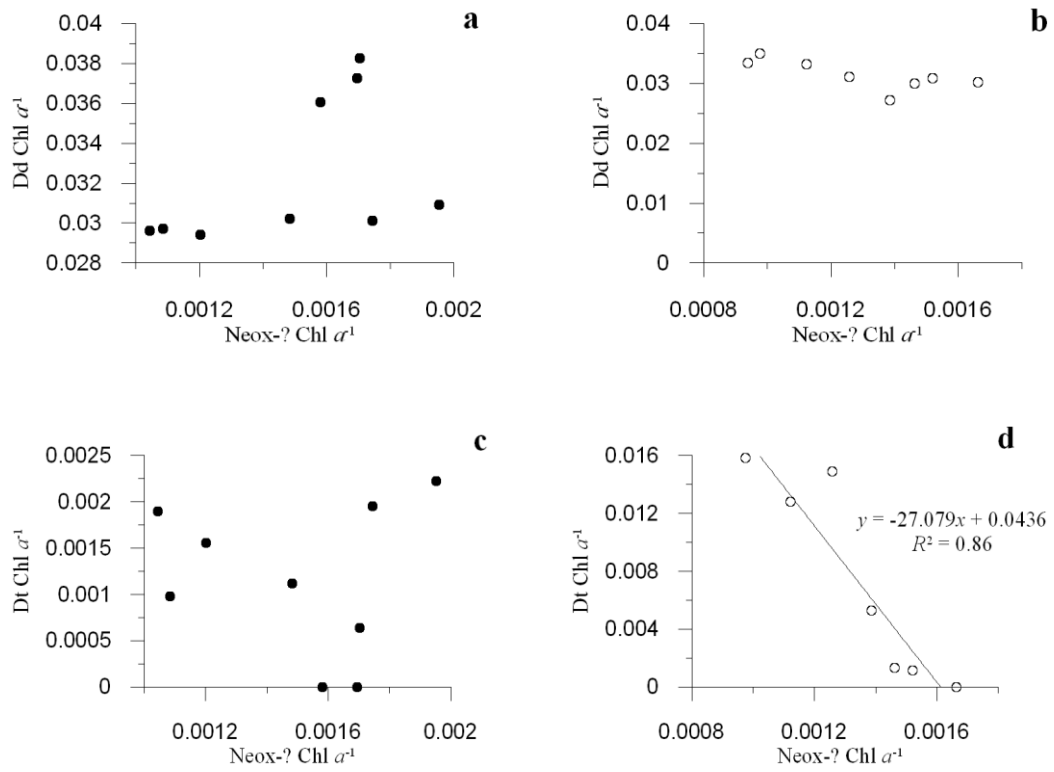 a
0.04
0.038
0.036
0.034
0.032
0.03
0.028
Dd Chl a⁻¹
0.0012 0.0016 0.002
Neox-? Chl a⁻¹
b
0.04
0.03
0.02
0.01
0
Dd Chl a⁻¹
0.0008 0.0012 0.0016
Neox-? Chl a⁻¹
c
0.0025
0.002
0.0015
0.001
0.0005
0
Dt Chl a⁻¹
0.0012 0.0016 0.002
Neox-? Chl a⁻¹
d
0.016
0.012
0.008
0.004
0
Dt Chl a⁻¹
y = -27.079x + 0.0436
R² = 0.86
0.0008 0.0012 0.0016
Neox-? Chl a⁻¹